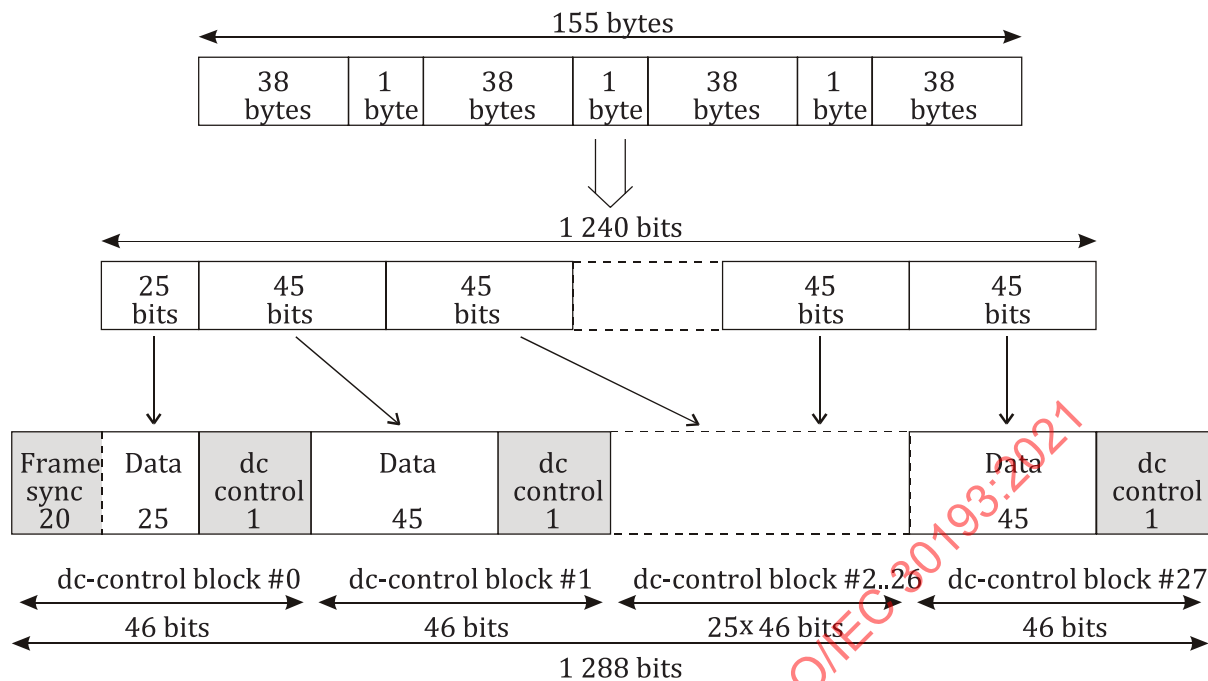 155 bytes
38 bytes
1 byte
38 bytes
1 byte
38 bytes
1 byte
38 bytes
1 240 bits
25 bits
45 bits
45 bits
45 bits
45 bits
Frame sync 20
Data 25
dc control 1
Data 45
dc control 1
Data 45
dc control 1
dc-control block #0
dc-control block #1
dc-control block #2..26
dc-control block #27
46 bits
46 bits
25x 46 bits
46 bits
1 288 bits
O/IEC 30193:2021